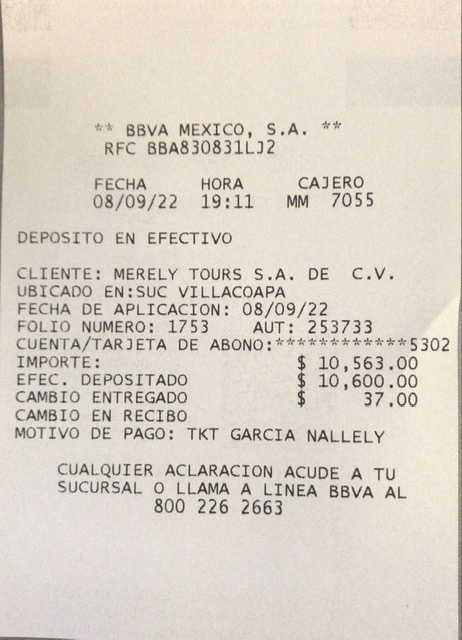 ** BBVA MEXICO, S.A. **
RFC BBA830831LJ2
FECHA HORA CAJERO
08/09/22 19:11 MM 7055
DEPOSITO EN EFECTIVO
CLIENTE: MERELY TOURS S.A. DE C.V.
UBICADO EN:SUC VILLACOAPA
FECHA DE APLICACION: 08/09/22
FOLIO NUMERO: 1753 AUT: 253733
CUENTA/TARJETA DE ABONO:************5302
IMPORTE: $ 10,563.00
EFEC. DEPOSITADO $ 10,600.00
CAMBIO ENTREGADO $ 37.00
CAMBIO EN RECIBO
MOTIVO DE PAGO: TKT GARCIA NALLELY
CUALQUIER ACLARACION ACUDE A TU
SUCURSAL O LLAMA A LINEA BBVA AL
800 226 2663